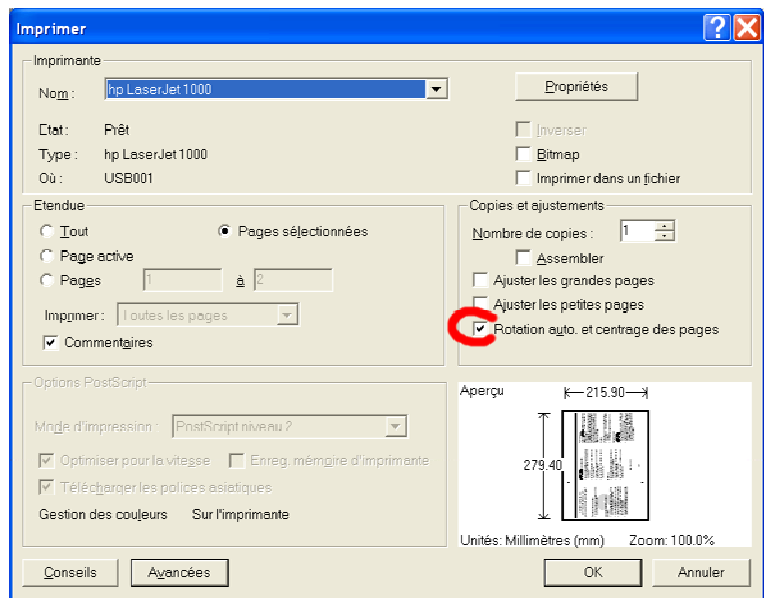 Imprimer
Imprimante
Nom : hp LaserJet 1000
Propriétés
Etat : Prêt
Inverser
Type : hp LaserJet 1000
Bitmap
Où : USB001
Imprimer dans un fichier
Etendue
Tout
Pages sélectionnées
Page active
Pages 1 à 2
Imprimer : Toutes les pages
Commentaires
Copies et ajustements
Nombre de copies : 1
Assembler
Ajuster les grandes pages
Ajuster les petites pages
Rotation auto. et centrage des pages
Options PostScript
Mode d'impression : PostScript niveau 2
Optimiser pour la vitesse
Enreg. mémoire d'imprimante
Télécharger les polices asiatiques
Gestion des couleurs Sur l'imprimante
Aperçu
215.90
279.40
Unités: Millimètres (mm) Zoom: 100.0%
Conseils
Avancées
OK
Annuler